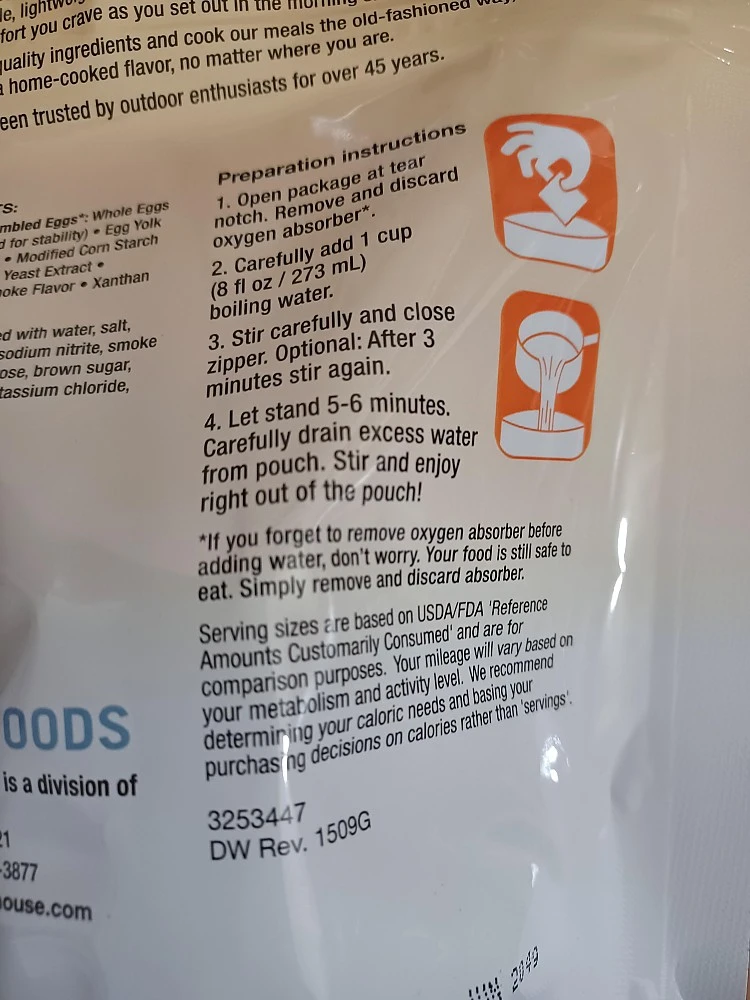 fort you crave as you set out in the
quality ingredients and cook our meals the old-fashioned way,
home-cooked flavor, no matter where you are.
een trusted by outdoor enthusiasts for over 45 years.
TS:
mbled Eggs*: Whole Eggs
d for stability) • Egg Yolk
• Modified Corn Starch
Yeast Extract •
oke Flavor • Xanthan
ed with water, salt,
sodium nitrite, smoke
ose, brown sugar,
tassium chloride,
OODS
is a division of
21
-3877
ouse.com
Preparation instructions
1. Open package at tear
notch. Remove and discard
oxygen absorber*.
2. Carefully add 1 cup
(8 fl oz / 273 mL)
boiling water.
3. Stir carefully and close
zipper. Optional: After 3
minutes stir again.
4. Let stand 5-6 minutes.
Carefully drain excess water
from pouch. Stir and enjoy
right out of the pouch!
*If you forget to remove oxygen absorber before
adding water, don't worry. Your food is still safe to
eat. Simply remove and discard absorber.
Serving sizes are based on USDA/FDA 'Reference
Amounts Customarily Consumed' and are for
comparison purposes. Your mileage will vary based on
your metabolism and activity level. We recommend
determining your caloric needs and basing your
purchasing decisions on calories rather than 'servings'.
3253447
DW Rev. 1509G
2049